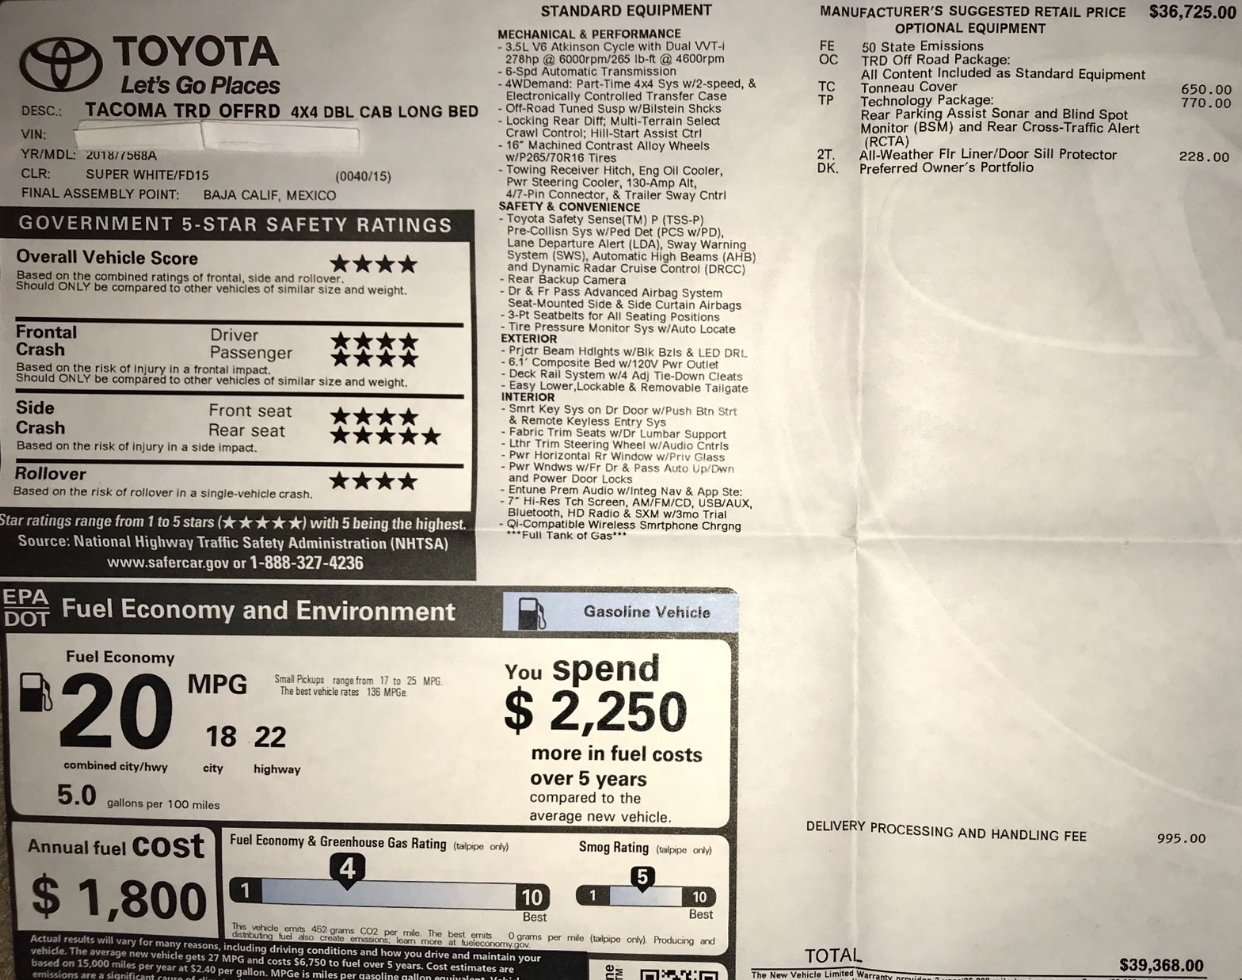 TOYOTA
Let's Go Places
DESC.: TACOMA TRD OFFRD 4X4 DBL CAB LONG BED
VIN:
YR/MDL: 2018/7568A
CLR: SUPER WHITE/FD15 (0040/15)
FINAL ASSEMBLY POINT: BAJA CALIF, MEXICO
GOVERNMENT 5-STAR SAFETY RATINGS
Overall Vehicle Score ★★★★
Based on the combined ratings of frontal, side and rollover.
Should ONLY be compared to other vehicles of similar size and weight.
Frontal Driver ★★★★
Crash Passenger ★★★★
Based on the risk of injury in a frontal impact.
Should ONLY be compared to other vehicles of similar size and weight.
Side Front seat ★★★★
Crash Rear seat ★★★★★
Based on the risk of injury in a side impact.
Rollover ★★★★
Based on the risk of rollover in a single-vehicle crash.
Star ratings range from 1 to 5 stars (★★★★★) with 5 being the highest.
Source: National Highway Traffic Safety Administration (NHTSA)
www.safercar.gov or 1-888-327-4236
STANDARD EQUIPMENT
MECHANICAL & PERFORMANCE
- 3.5L V6 Atkinson Cycle with Dual VVT-i
278hp @ 6000rpm/265 lb-ft @ 4600rpm
- 6-Spd Automatic Transmission
- 4WDemand: Part-Time 4x4 Sys w/2-speed, &
Electronically Controlled Transfer Case
- Off-Road Tuned Susp w/Bilstein Shcks
- Locking Rear Diff; Multi-Terrain Select
Crawl Control; Hill-Start Assist Ctrl
- 16" Machined Contrast Alloy Wheels
w/P265/70R16 Tires
- Towing Receiver Hitch, Eng Oil Cooler,
Pwr Steering Cooler, 130-Amp Alt,
4/7-Pin Connector, & Trailer Sway Cntrl
SAFETY & CONVENIENCE
- Toyota Safety Sense(TM) P (TSS-P)
Pre-Collisn Sys w/Ped Det (PCS w/PD),
Lane Departure Alert (LDA), Sway Warning
System (SWS), Automatic High Beams (AHB)
and Dynamic Radar Cruise Control (DRCC)
- Rear Backup Camera
- Dr & Fr Pass Advanced Airbag System
Seat-Mounted Side & Side Curtain Airbags
- 3-Pt Seatbelts for All Seating Positions
- Tire Pressure Monitor Sys w/Auto Locate
EXTERIOR
- Prjctr Beam Hdlghts w/Blk Bzls & LED DRL
- 6.1' Composite Bed w/120V Pwr Outlet
- Deck Rail System w/4 Adj Tie-Down Cleats
- Easy Lower,Lockable & Removable Tailgate
INTERIOR
- Smrt Key Sys on Dr Door w/Push Btn Strt
& Remote Keyless Entry Sys
- Fabric Trim Seats w/Dr Lumbar Support
- Lthr Trim Steering Wheel w/Audio Cntrls
- Pwr Horizontal Rr Window w/Priv Glass
- Pwr Wndws w/Fr Dr & Pass Auto Up/Dwn
and Power Door Locks
- Entune Prem Audio w/Integ Nav & App Ste:
- 7" Hi-Res Tch Screen, AM/FM/CD, USB/AUX,
Bluetooth, HD Radio & SXM w/3mo Trial
- Qi-Compatible Wireless Smrtphone Chrgng
***Full Tank of Gas***
MANUFACTURER'S SUGGESTED RETAIL PRICE $36,725.00
OPTIONAL EQUIPMENT
FE 50 State Emissions
OC TRD Off Road Package:
All Content Included as Standard Equipment
TC Tonneau Cover 650.00
TP Technology Package: 770.00
Rear Parking Assist Sonar and Blind Spot
Monitor (BSM) and Rear Cross-Traffic Alert
(RCTA)
2T. All-Weather Flr Liner/Door Sill Protector 228.00
DK. Preferred Owner's Portfolio
DELIVERY PROCESSING AND HANDLING FEE 995.00
TOTAL $39,368.00
EPA
DOT
Fuel Economy and Environment
Gasoline Vehicle
Fuel Economy
20 MPG
Small Pickups range from 17 to 25 MPG.
The best vehicle rates 136 MPGe.
18 22
combined city/hwy city highway
5.0 gallons per 100 miles
You spend
$ 2,250
more in fuel costs
over 5 years
compared to the
average new vehicle.
Annual fuel cost
$ 1,800
Fuel Economy & Greenhouse Gas Rating (tailpipe only)
1 4 10
Best
Smog Rating (tailpipe only)
1 5 10
Best
This vehicle emits 452 grams CO2 per mile. The best emits 0 grams per mile (tailpipe only). Producing and
distributing fuel also create emissions; learn more at fueleconomy.gov.
Actual results will vary for many reasons, including driving conditions and how you drive and maintain your
vehicle. The average new vehicle gets 27 MPG and costs $6,750 to fuel over 5 years. Cost estimates are
based on 15,000 miles per year at $2.40 per gallon. MPGe is miles per gasoline gallon equivalent.
emissions are a significant cause of
The New Vehicle Limited Warranty